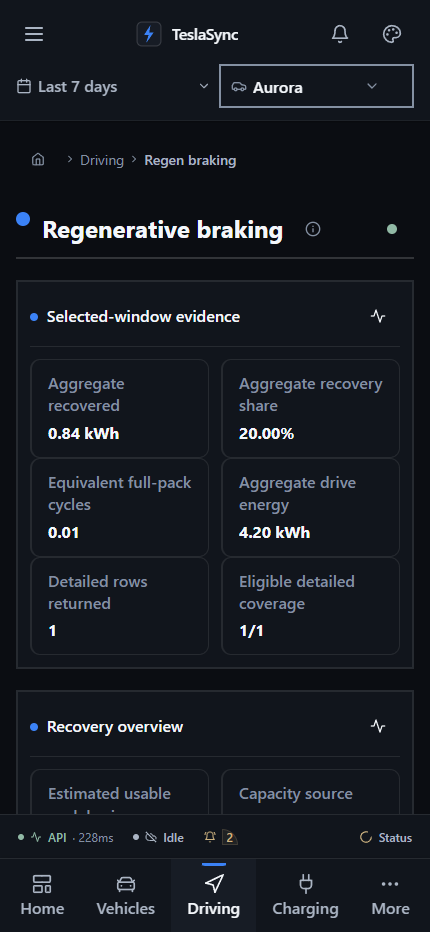 TeslaSync
Last 7 days
Aurora
Driving
Regen braking
Regenerative braking
Selected-window evidence
Aggregate
recovered
0.84 kWh
Aggregate recovery
share
20.00%
Equivalent full-pack
cycles
0.01
Aggregate drive
energy
4.20 kWh
Detailed rows
returned
1
Eligible detailed
coverage
1/1
Recovery overview
Estimated usable
Capacity source
API · 228ms
Idle
2
Status
Home
Vehicles
Driving
Charging
More